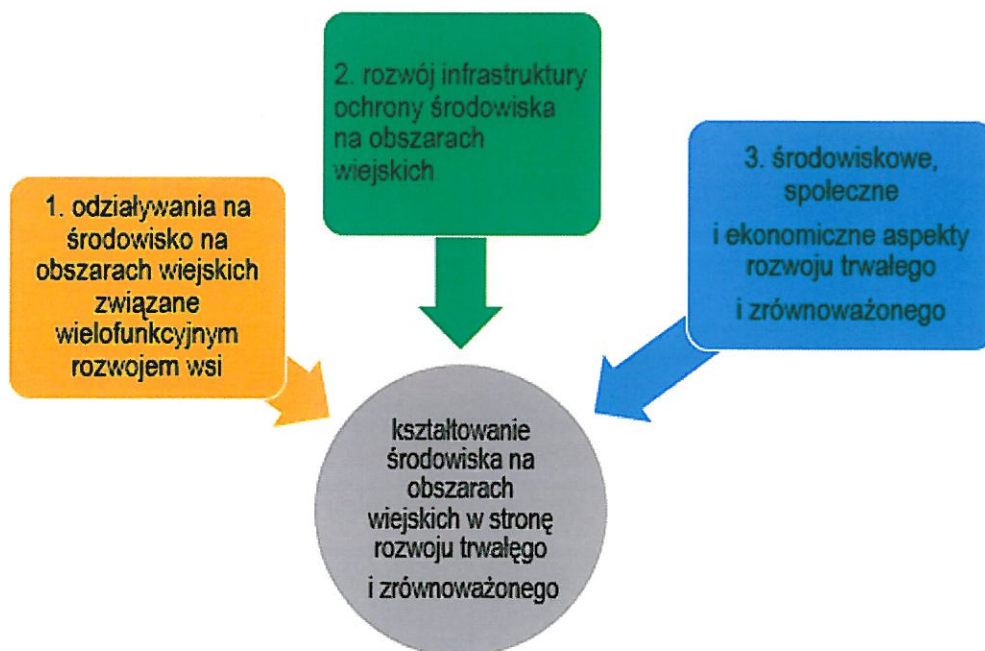 1. odziaływania na
środowisko na
obszarach wiejskich
związane
wielofunkcyjnym
rozwojem wsi
2. rozwój infrastruktury
ochrony środowiska
na obszarach
wiejskich
3. środowiskowe,
społeczne
i ekonomiczne aspekty
rozwoju trwałego
i zrównoważonego
kształtowanie
środowiska na
obszarach
wiejskich w stronę
rozwoju trwałęgo
i zrównoważonego